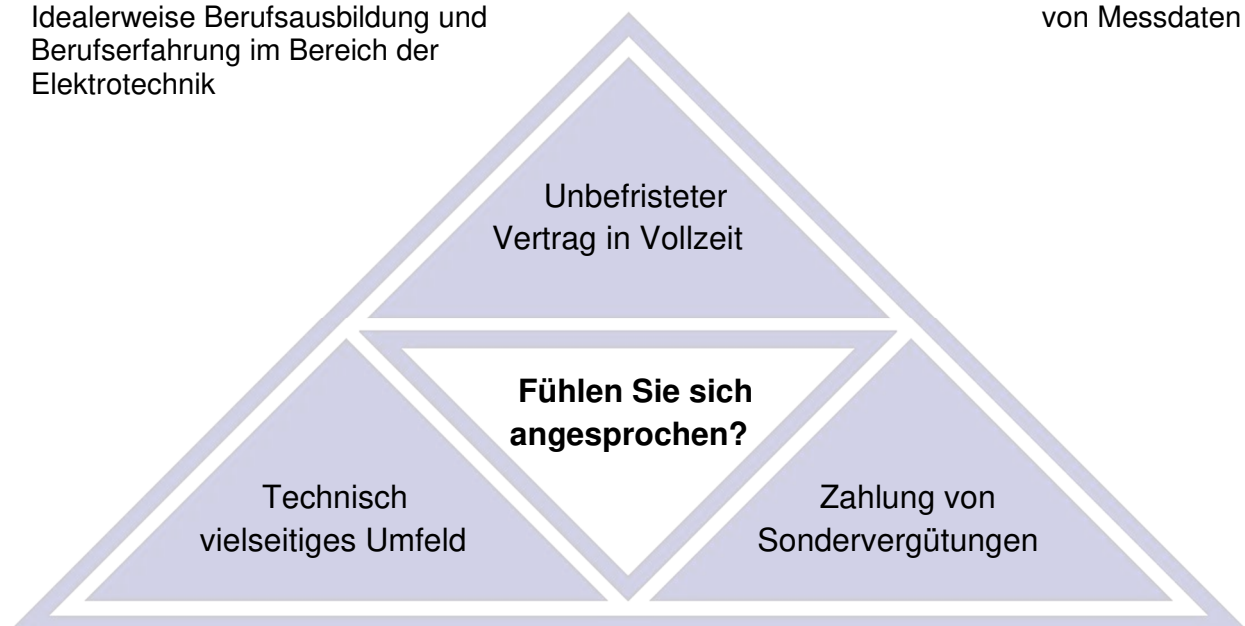 Idealerweise Berufsausbildung und
Berufserfahrung im Bereich der
Elektrotechnik
von Messdaten
Unbefristeter
Vertrag in Vollzeit
Fühlen Sie sich
angesprochen?
Technisch
vielseitiges Umfeld
Zahlung von
Sondervergütungen